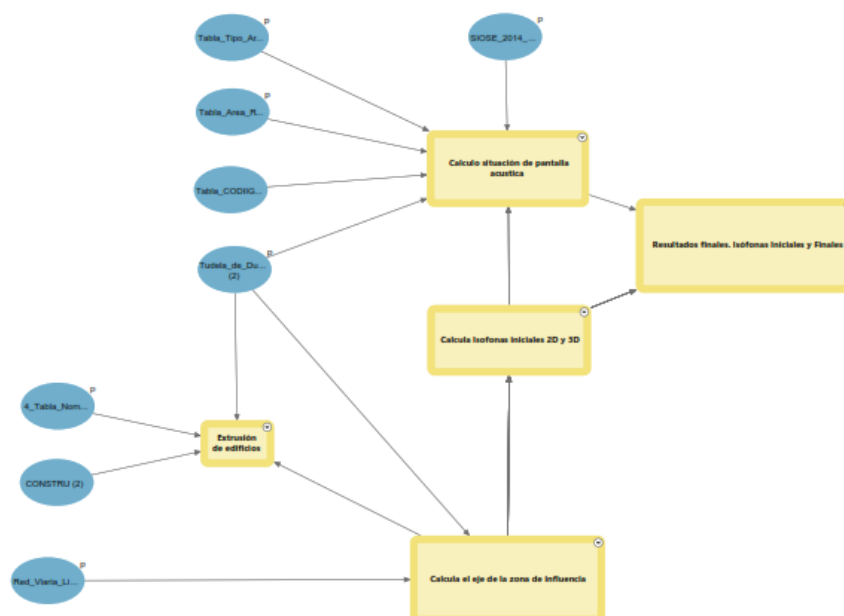 P
Tabla_Tipo_Ar...
P
SIOSE_2014_...
P
Tabla_Area_R...
Calculo situación de pantalla
acustica
P
Tabla_CODIIG...
Resultados finales. Isófonas Iniciales y Finales
P
Tudela_de_Du...
(2)
Calcula Isofonas iniciales 2D y 3D
P
4_Tabla_Nom...
Extrusión
de edificios
CONSTRU (2)
P
Red_Viaria_Li...
Calcula el eje de la zona de influencia